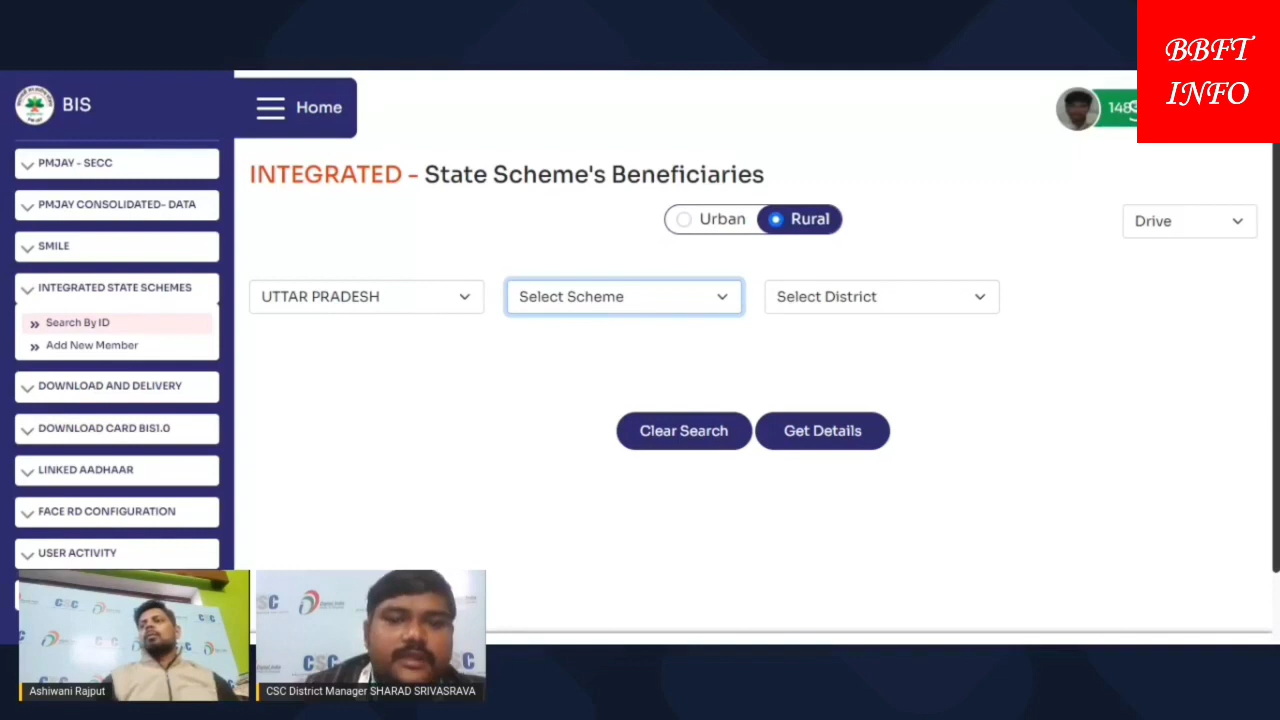 BBFT
INFO
BIS
Home
148
PMJAY - SECC
PMJAY CONSOLIDATED- DATA
SMILE
INTEGRATED STATE SCHEMES
Search By ID
Add New Member
DOWNLOAD AND DELIVERY
DOWNLOAD CARD BIS1.0
LINKED AADHAAR
FACE RD CONFIGURATION
USER ACTIVITY
INTEGRATED - State Scheme's Beneficiaries
Urban
Rural
Drive
UTTAR PRADESH
Select Scheme
Select District
Clear Search
Get Details
CSC
CSC
Ashiwani Rajput
CSC District Manager SHARAD SRIVASRAVA